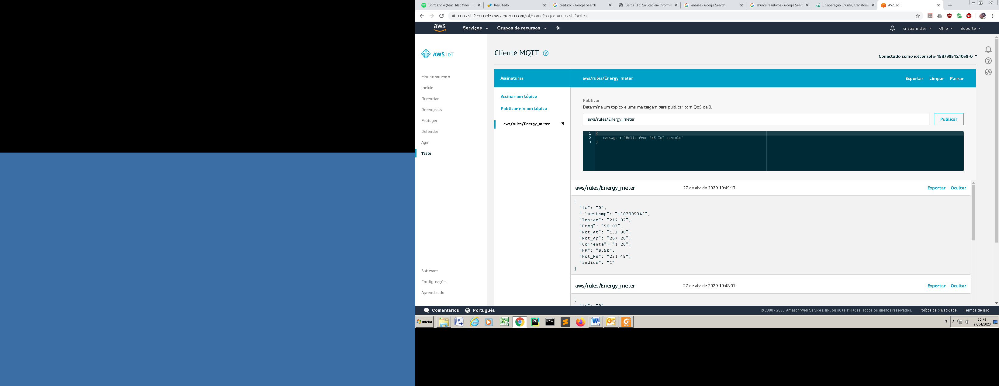 Don't Know (feat. Mac Miller) -
Resultado
tradutor - Google Search
Daros TI :: Solução em Informá
analise - Google Search
shunts resistivos - Google Sear
Comparação Shunts, Transform
AWS IoT
us-east-2.console.aws.amazon.com/iot/home?region=us-east-2#/test
aws
Serviços
Grupos de recursos
cristianritter
Ohio
Suporte
AWS IoT
Monitoramento
Incluir
Gerenciar
Greengrass
Proteger
Defender
Agir
Teste
Software
Configurações
Aprendizado
Cliente MQTT
Conectado como iotconsole-1587995121059-0
Assinaturas
Assinar um tópico
Publicar em um tópico
aws/rules/Energy_meter
aws/rules/Energy_meter
Exportar Limpar Pausar
Publicar
Determine um tópico e uma mensagem para publicar com QoS de 0.
aws/rules/Energy_meter
Publicar
1 {
2 "message": "Hello from AWS IoT console"
3 }
aws/rules/Energy_meter 27 de abr de 2020 10:49:17 Exportar Ocultar
{
"id": "0",
"timestamp": "1587995345",
"Tensao": "212.07",
"Freq": "59.87",
"Pot_At": "133.00",
"Pot_Ap": "267.26",
"Corrente": "1.26",
"FP": "0.50",
"Pot_Re": "231.45",
"indice": "1"
}
aws/rules/Energy_meter 27 de abr de 2020 10:48:07 Exportar Ocultar
{
"id": "0"
Comentários Português
© 2008 - 2020, Amazon Web Services, Inc. ou suas afiliadas. Todos os direitos reservados. Política de privacidade Termos de uso
Iniciar
PT
10:49
27/04/2020